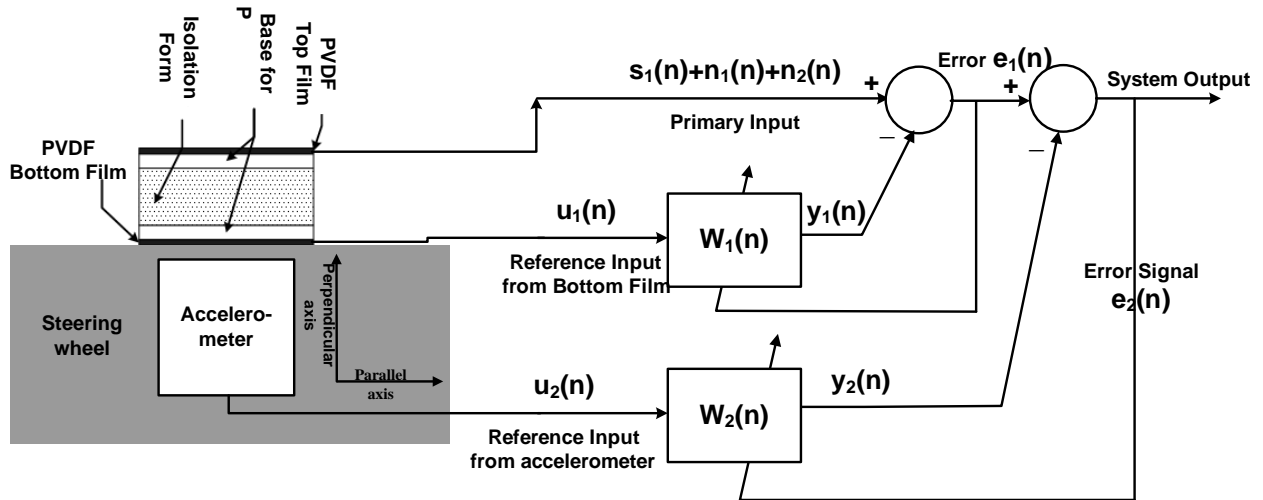 Isolation
Form
Base for
P
PVDF
Top Film
PVDF
Bottom Film
s1(n)+n1(n)+n2(n)
+
Primary Input
–
Error e1(n)
+
–
System Output
u1(n)
Reference Input
from Bottom Film
W1(n)
y1(n)
Error Signal
e2(n)
Steering
wheel
Accelero-
meter
Perpendicular
axis
Parallel
axis
u2(n)
Reference Input
from accelerometer
W2(n)
y2(n)